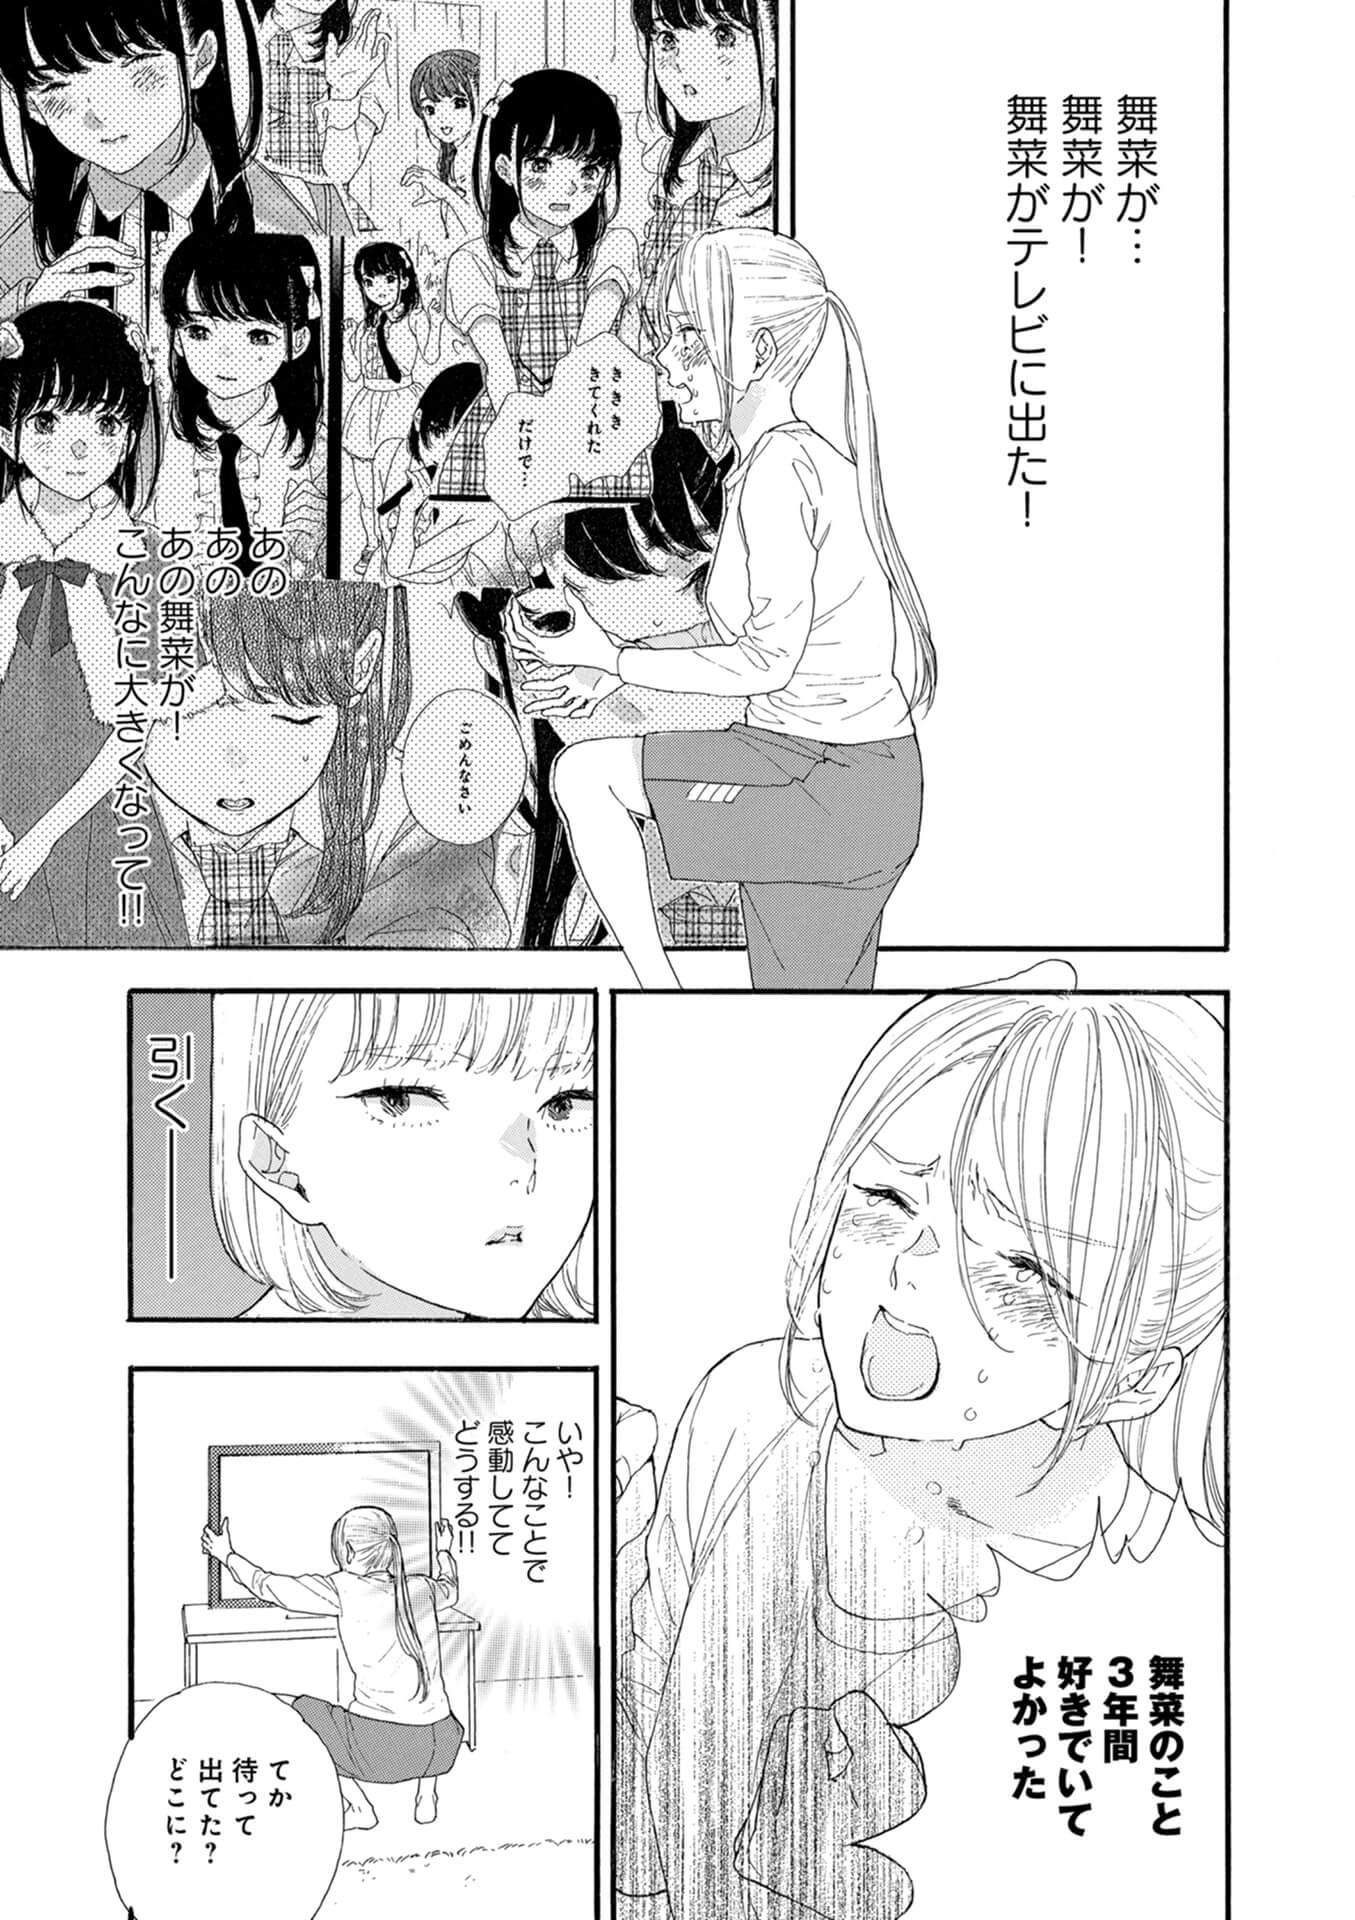 舞菜が…
舞菜が！
舞菜がテレビに出た！
ききき
きてくれた
だけで…
ごめんなさい
あの
あの
あの舞菜が！
こんなに大きくなって!!
舞菜のこと
３年間
好きでいて
よかった
引くーー
いや！
こんなことで
感動してて
どうする!!
てか
待って
出てた？
どこに？